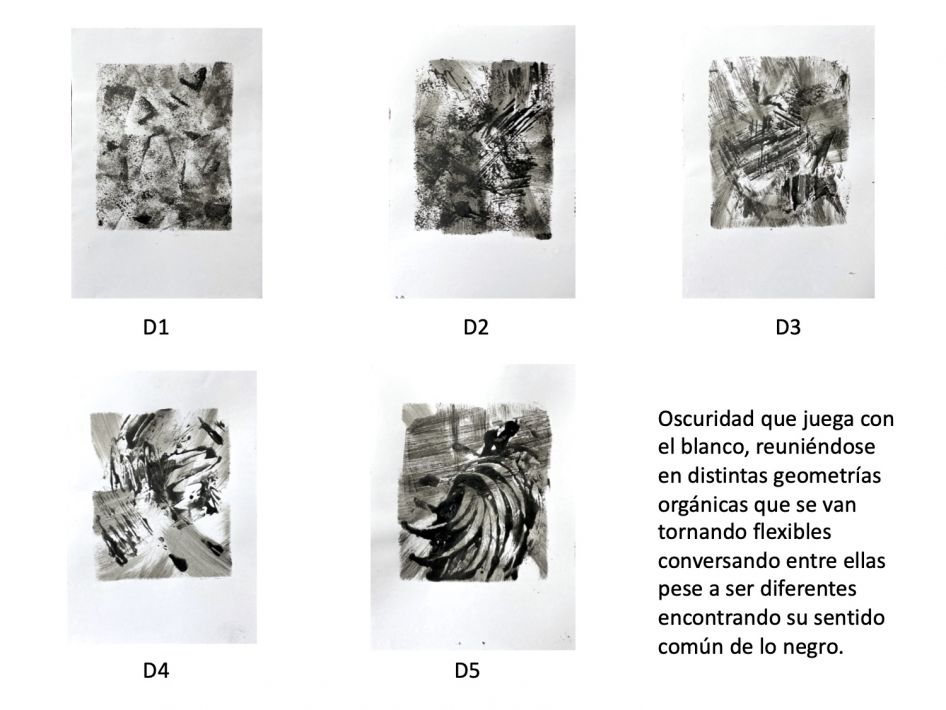 D1
D2
D3
D4
D5
Oscuridad que juega con
el blanco, reuniéndose
en distintas geometrías
orgánicas que se van
tornando flexibles
conversando entre ellas
pese a ser diferentes
encontrando su sentido
común de lo negro.